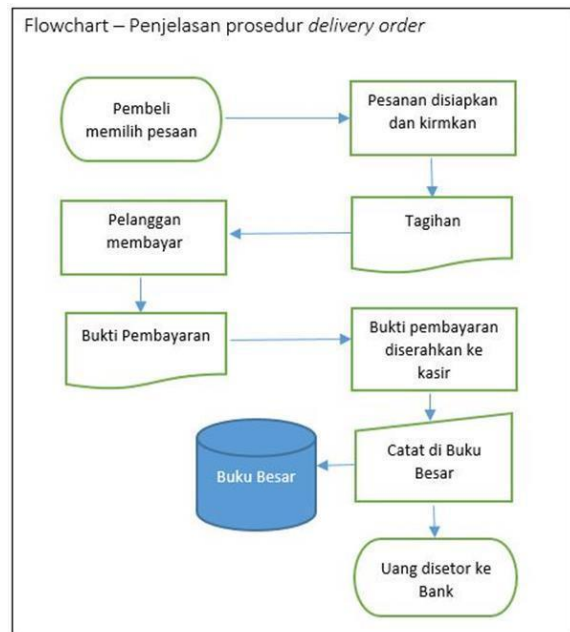 Flowchart – Penjelasan prosedur delivery order
Pembeli
memilih pesaan
Pesanan disiapkan
dan kirmkan
Tagihan
Pelanggan
membayar
Bukti Pembayaran
Bukti pembayaran
diserahkan ke
kasir
Catat di Buku
Besar
Buku Besar
Uang disetor ke
Bank